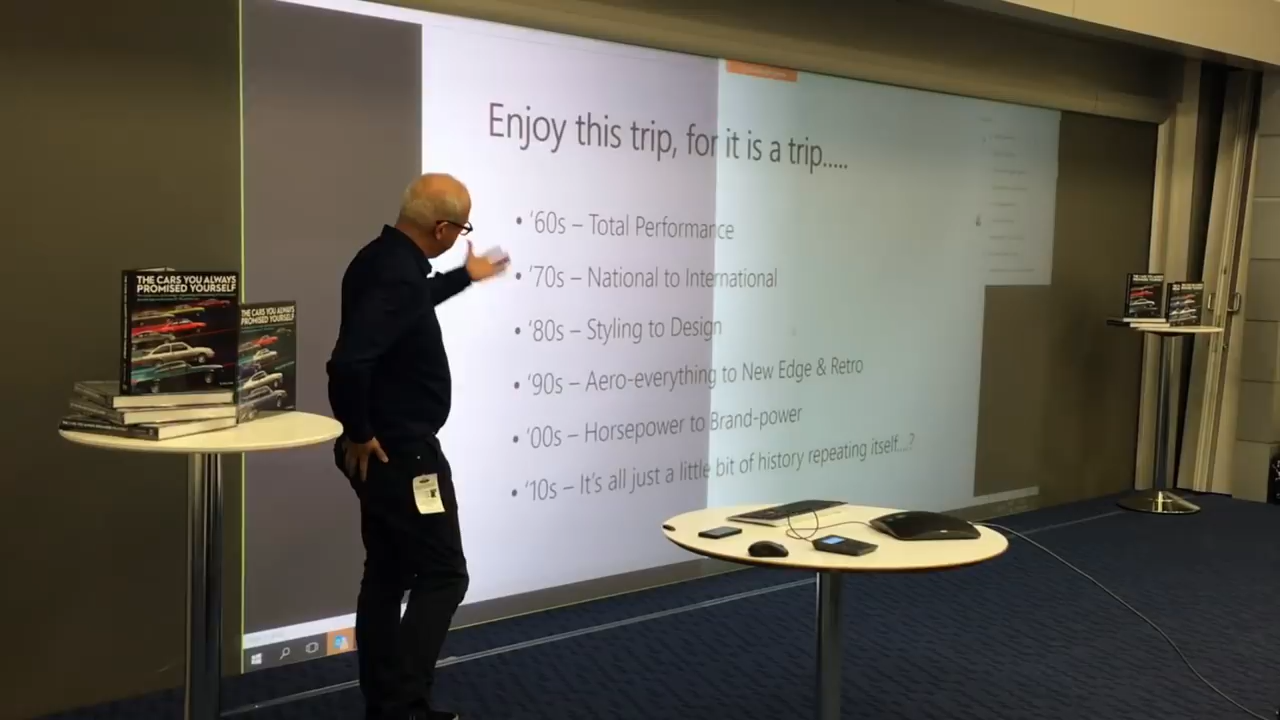 Enjoy this trip, for it is a trip.....
• ‘60s – Total Performance
• ‘70s – National to International
• ‘80s – Styling to Design
• ‘90s – Aero-everything to New Edge & Retro
• ‘00s – Horsepower to Brand-power
• ‘10s – It’s all just a little bit of history repeating itself....?
THE CARS YOU ALWAYS
PROMISED YOURSELF
THE CARS YOU ALWAYS
PROMISED YOURSELF